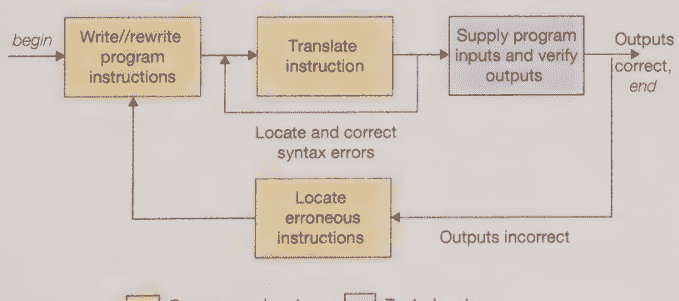 begin
Write//rewrite
program
instructions
Translate
instruction
Supply program
inputs and verify
outputs
Outputs
correct,
end
Locate and correct
syntax errors
Locate
erroneous
instructions
Outputs incorrect